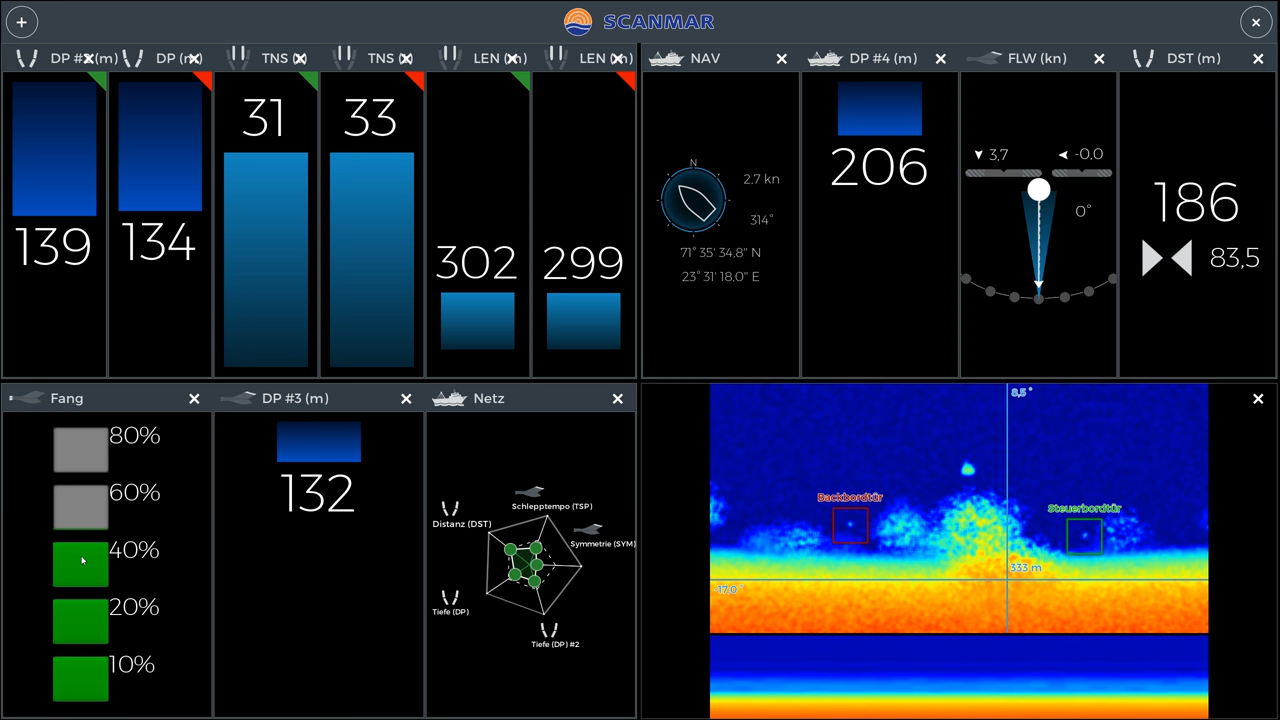 SCANMAR
DP #2 (m)
DP (m)
TNS (t)
TNS (t)
LEN (m)
LEN (m)
NAV
DP #4 (m)
FLW (kn)
DST (m)
139
134
31
33
302
299
N
2.7 kn
314°
71° 35' 34,8" N
23° 31' 18,0" E
206
3,7
-0,0
0°
186
83,5
Fang
DP #3 (m)
Netz
80%
60%
40%
20%
10%
132
Schlepptempo (TSP)
Distanz (DST)
Symmetrie (SYM)
Tiefe (DP)
Tiefe (DP) #2
8,5°
Backbordtür
Steuerbordtür
333 m
-17,0°